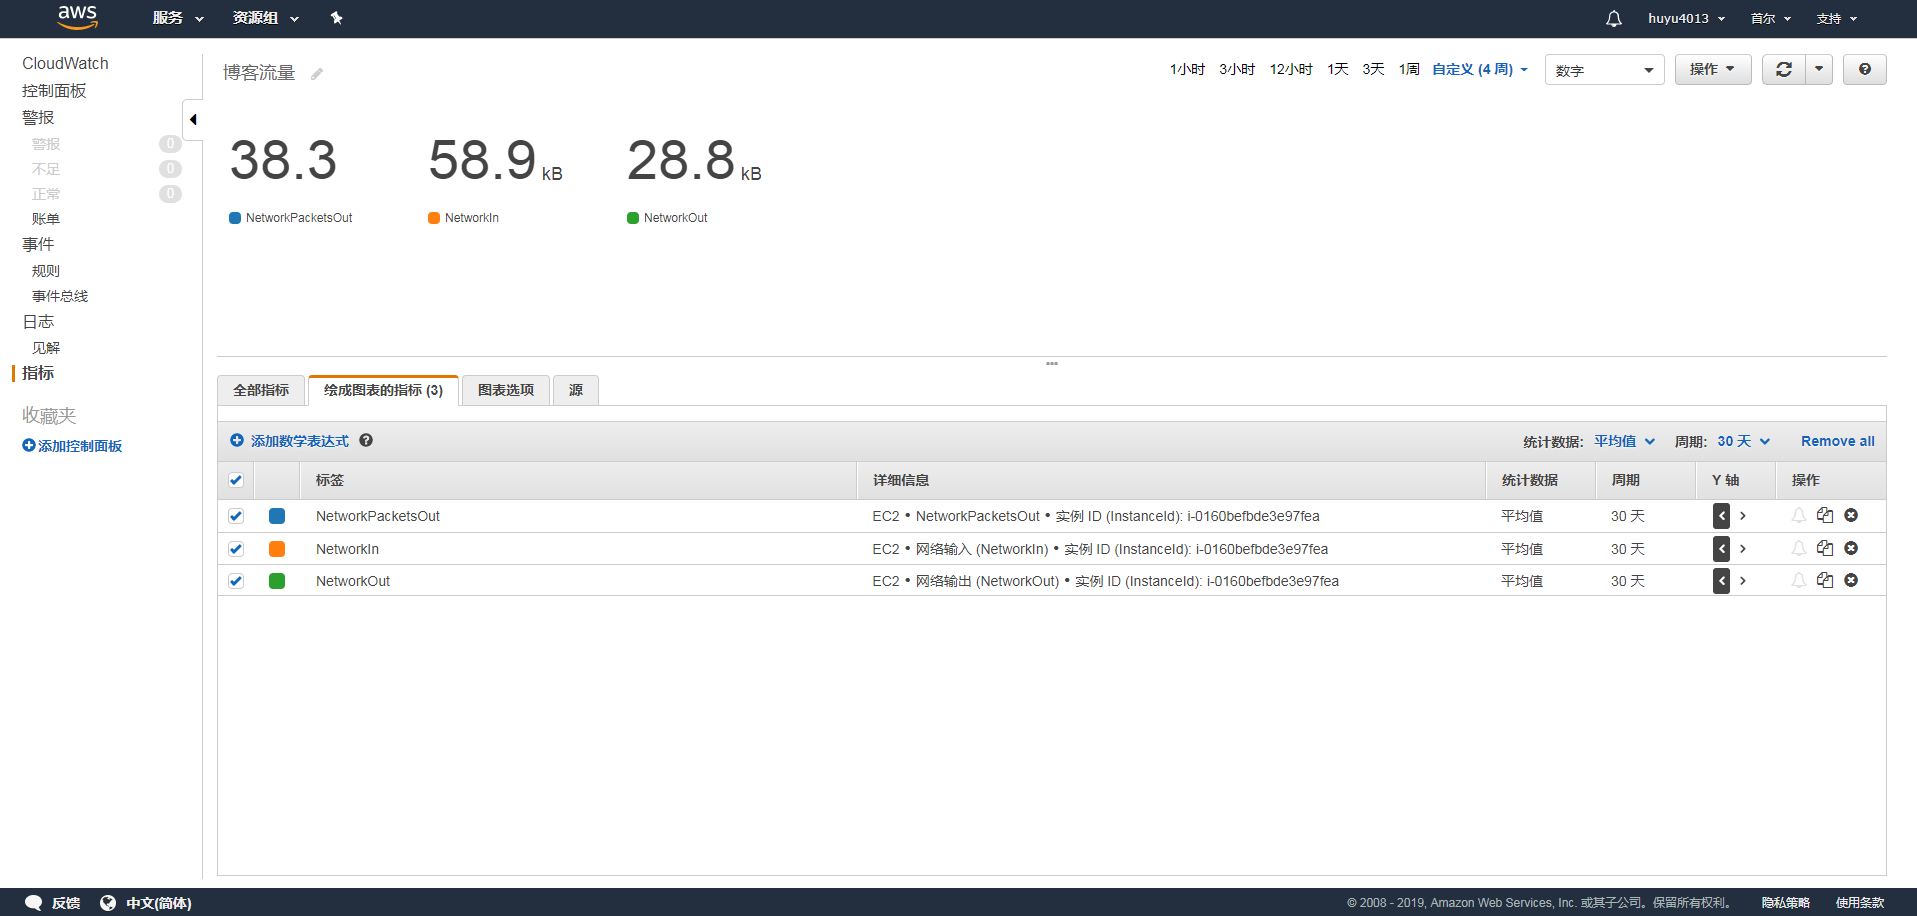 aws 服务 资源组 huyu4013 首尔 支持
CloudWatch
控制面板
警报
警报 0
不足 0
正常 0
账单
事件
规则
事件总线
日志
见解
指标
收藏夹
添加控制面板
博客流量 1小时 3小时 12小时 1天 3天 1周 自定义 (4 周) 数字 操作
38.3 58.9 kB 28.8 kB
NetworkPacketsOut NetworkIn NetworkOut
全部指标 绘成图表的指标 (3) 图表选项 源
添加数学表达式 统计数据: 平均值 周期: 30 天 Remove all
标签 详细信息 统计数据 周期 Y 轴 操作
NetworkPacketsOut EC2 • NetworkPacketsOut • 实例 ID (InstanceId): i-0160befbde3e97fea 平均值 30 天
NetworkIn EC2 • 网络输入 (NetworkIn) • 实例 ID (InstanceId): i-0160befbde3e97fea 平均值 30 天
NetworkOut EC2 • 网络输出 (NetworkOut) • 实例 ID (InstanceId): i-0160befbde3e97fea 平均值 30 天
反馈 中文(简体) © 2008 - 2019, Amazon Web Services, Inc. 或其子公司。保留所有权利。 隐私策略 使用条款